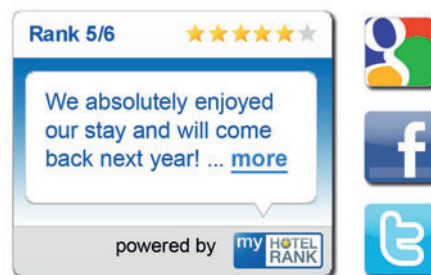 Rank 5/6
We absolutely enjoyed
our stay and will come
back next year! ... more
powered by my HOTEL
RANK
g
f
t